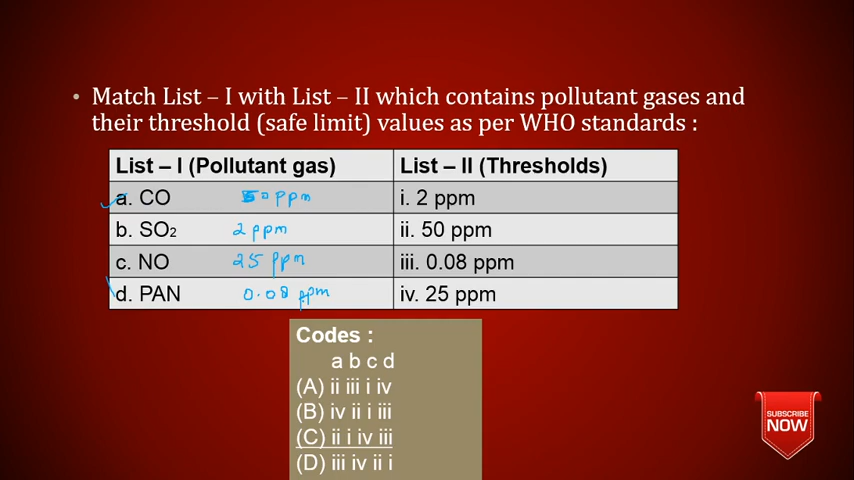 • Match List – I with List – II which contains pollutant gases and
their threshold (safe limit) values as per WHO standards :
List – I (Pollutant gas) List – II (Thresholds)
a. CO 50 ppm i. 2 ppm
b. SO2 2 ppm ii. 50 ppm
c. NO 25 ppm iii. 0.08 ppm
d. PAN 0.08 ppm iv. 25 ppm
Codes :
a b c d
(A) ii iii i iv
(B) iv ii i iii
(C) ii i iv iii
(D) iii iv ii i
SUBSCRIBE
NOW